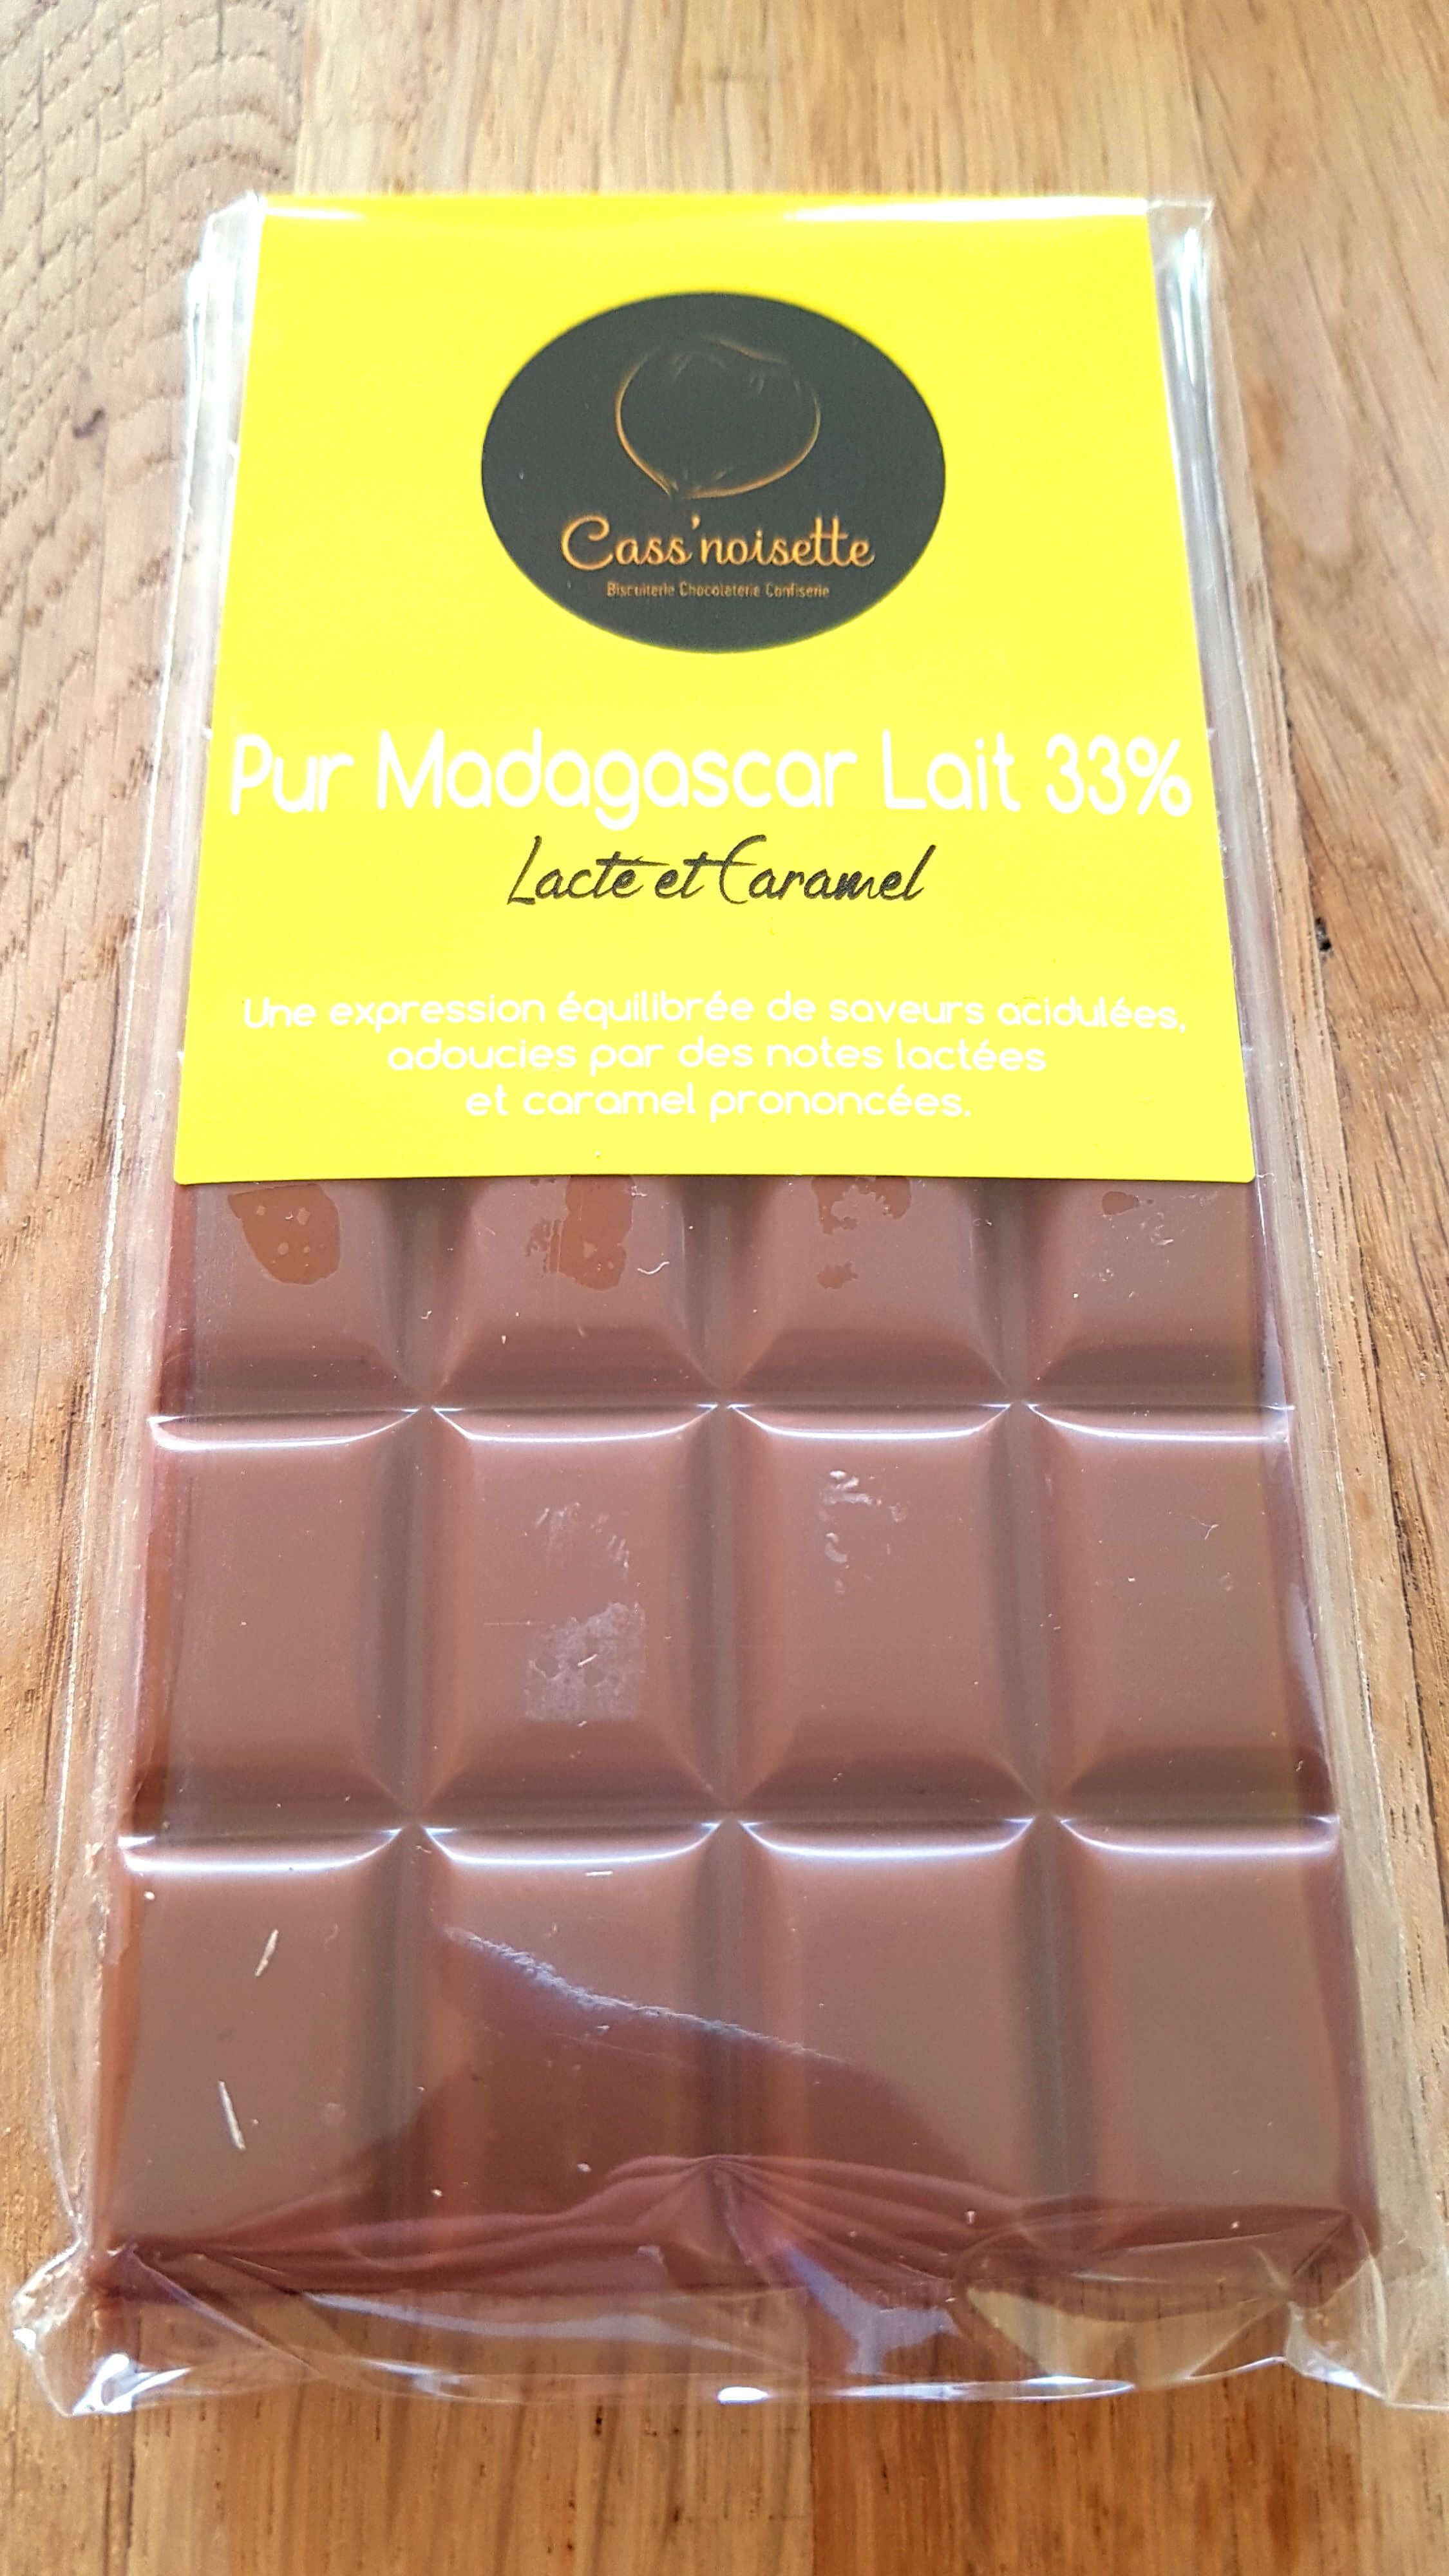 Cass'noisette
Biscuiterie Chocolaterie Confiserie
Pur Madagascar Lait 33%
Lacté et Caramel
Une expression équilibrée de saveurs acidulées,
adoucies par des notes lactées
et caramel prononcées.